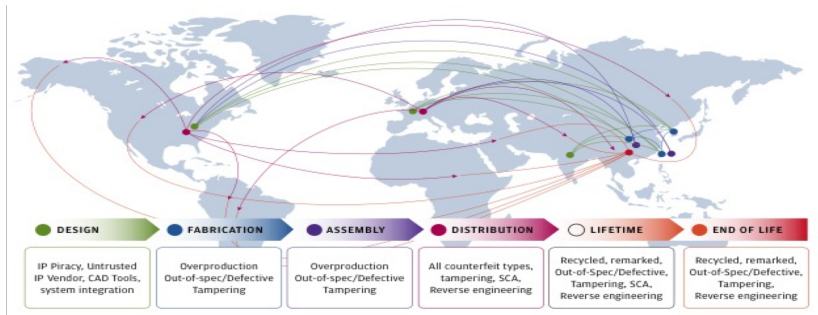 DESIGN
FABRICATION
ASSEMBLY
DISTRIBUTION
LIFETIME
END OF LIFE
IP Piracy, Untrusted
IP Vendor, CAD Tools,
system integration
Overproduction
Out-of-spec/Defective
Tampering
Overproduction
Out-of-spec/Defective
Tampering
All counterfeit types,
tampering, SCA,
Reverse engineering
Recycled, remarked,
Out-of-Spec/Defective,
Tampering, SCA,
Reverse engineering
Recycled, remarked,
Out-of-Spec/Defective,
Tampering,
Reverse engineering